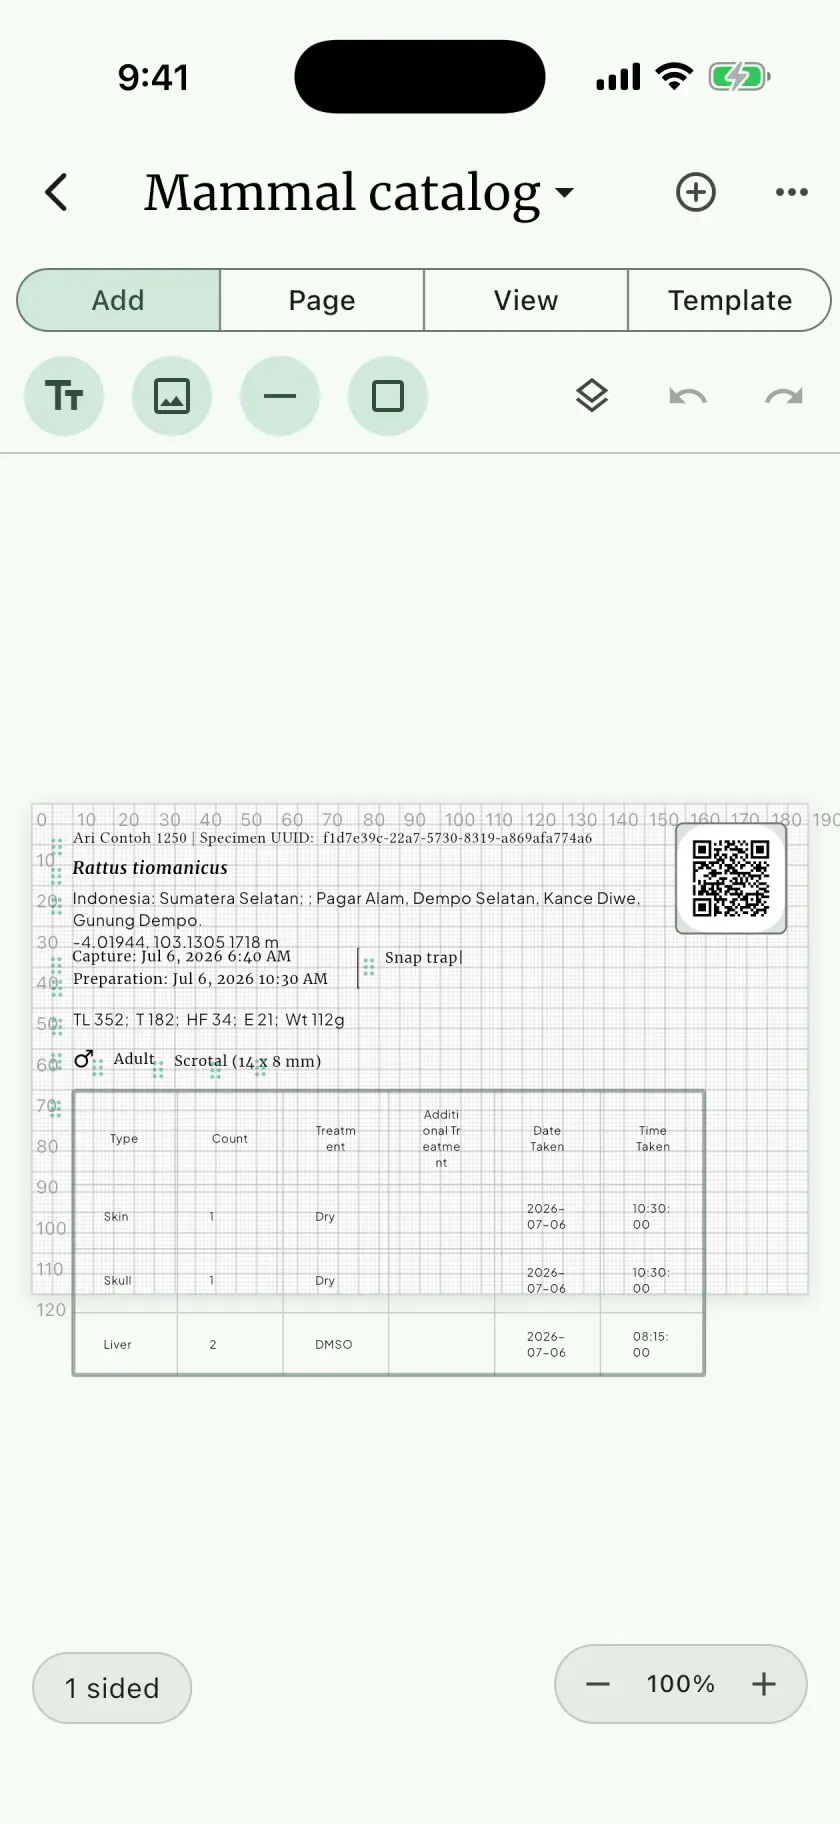 9:41
Mammal catalog
Add Page View Template
0 10 20 30 40 50 60 70 80 90 100 110 120 130 140 150 160 170 180 190
Ari Contoh 1250 | Specimen UUID: f1d7e39c-22a7-5730-8319-a869afa774a6
10
Rattus tiomanicus
20
Indonesia: Sumatera Selatan; ; Pagar Alam, Dempo Selatan, Kance Diwe,
Gunung Dempo.
30
-4.01944, 103.1305 1718 m
Capture: Jul 6, 2026 6:40 AM
Snap trap|
40
Preparation: Jul 6, 2026 10:30 AM
50
TL 352; T 182; HF 34; E 21; Wt 112g
60
♂ Adult Scrotal (14 x 8 mm)
70
80
90
100
110
120
Type
Count
Treatm
ent
Additi
onal Tr
eatme
nt
Date
Taken
Time
Taken
Skin
1
Dry
2026-
07-06
10:30:
00
Skull
1
Dry
2026-
07-06
10:30:
00
Liver
2
DMSO
2026-
07-06
08:15:
00
1 sided
100%